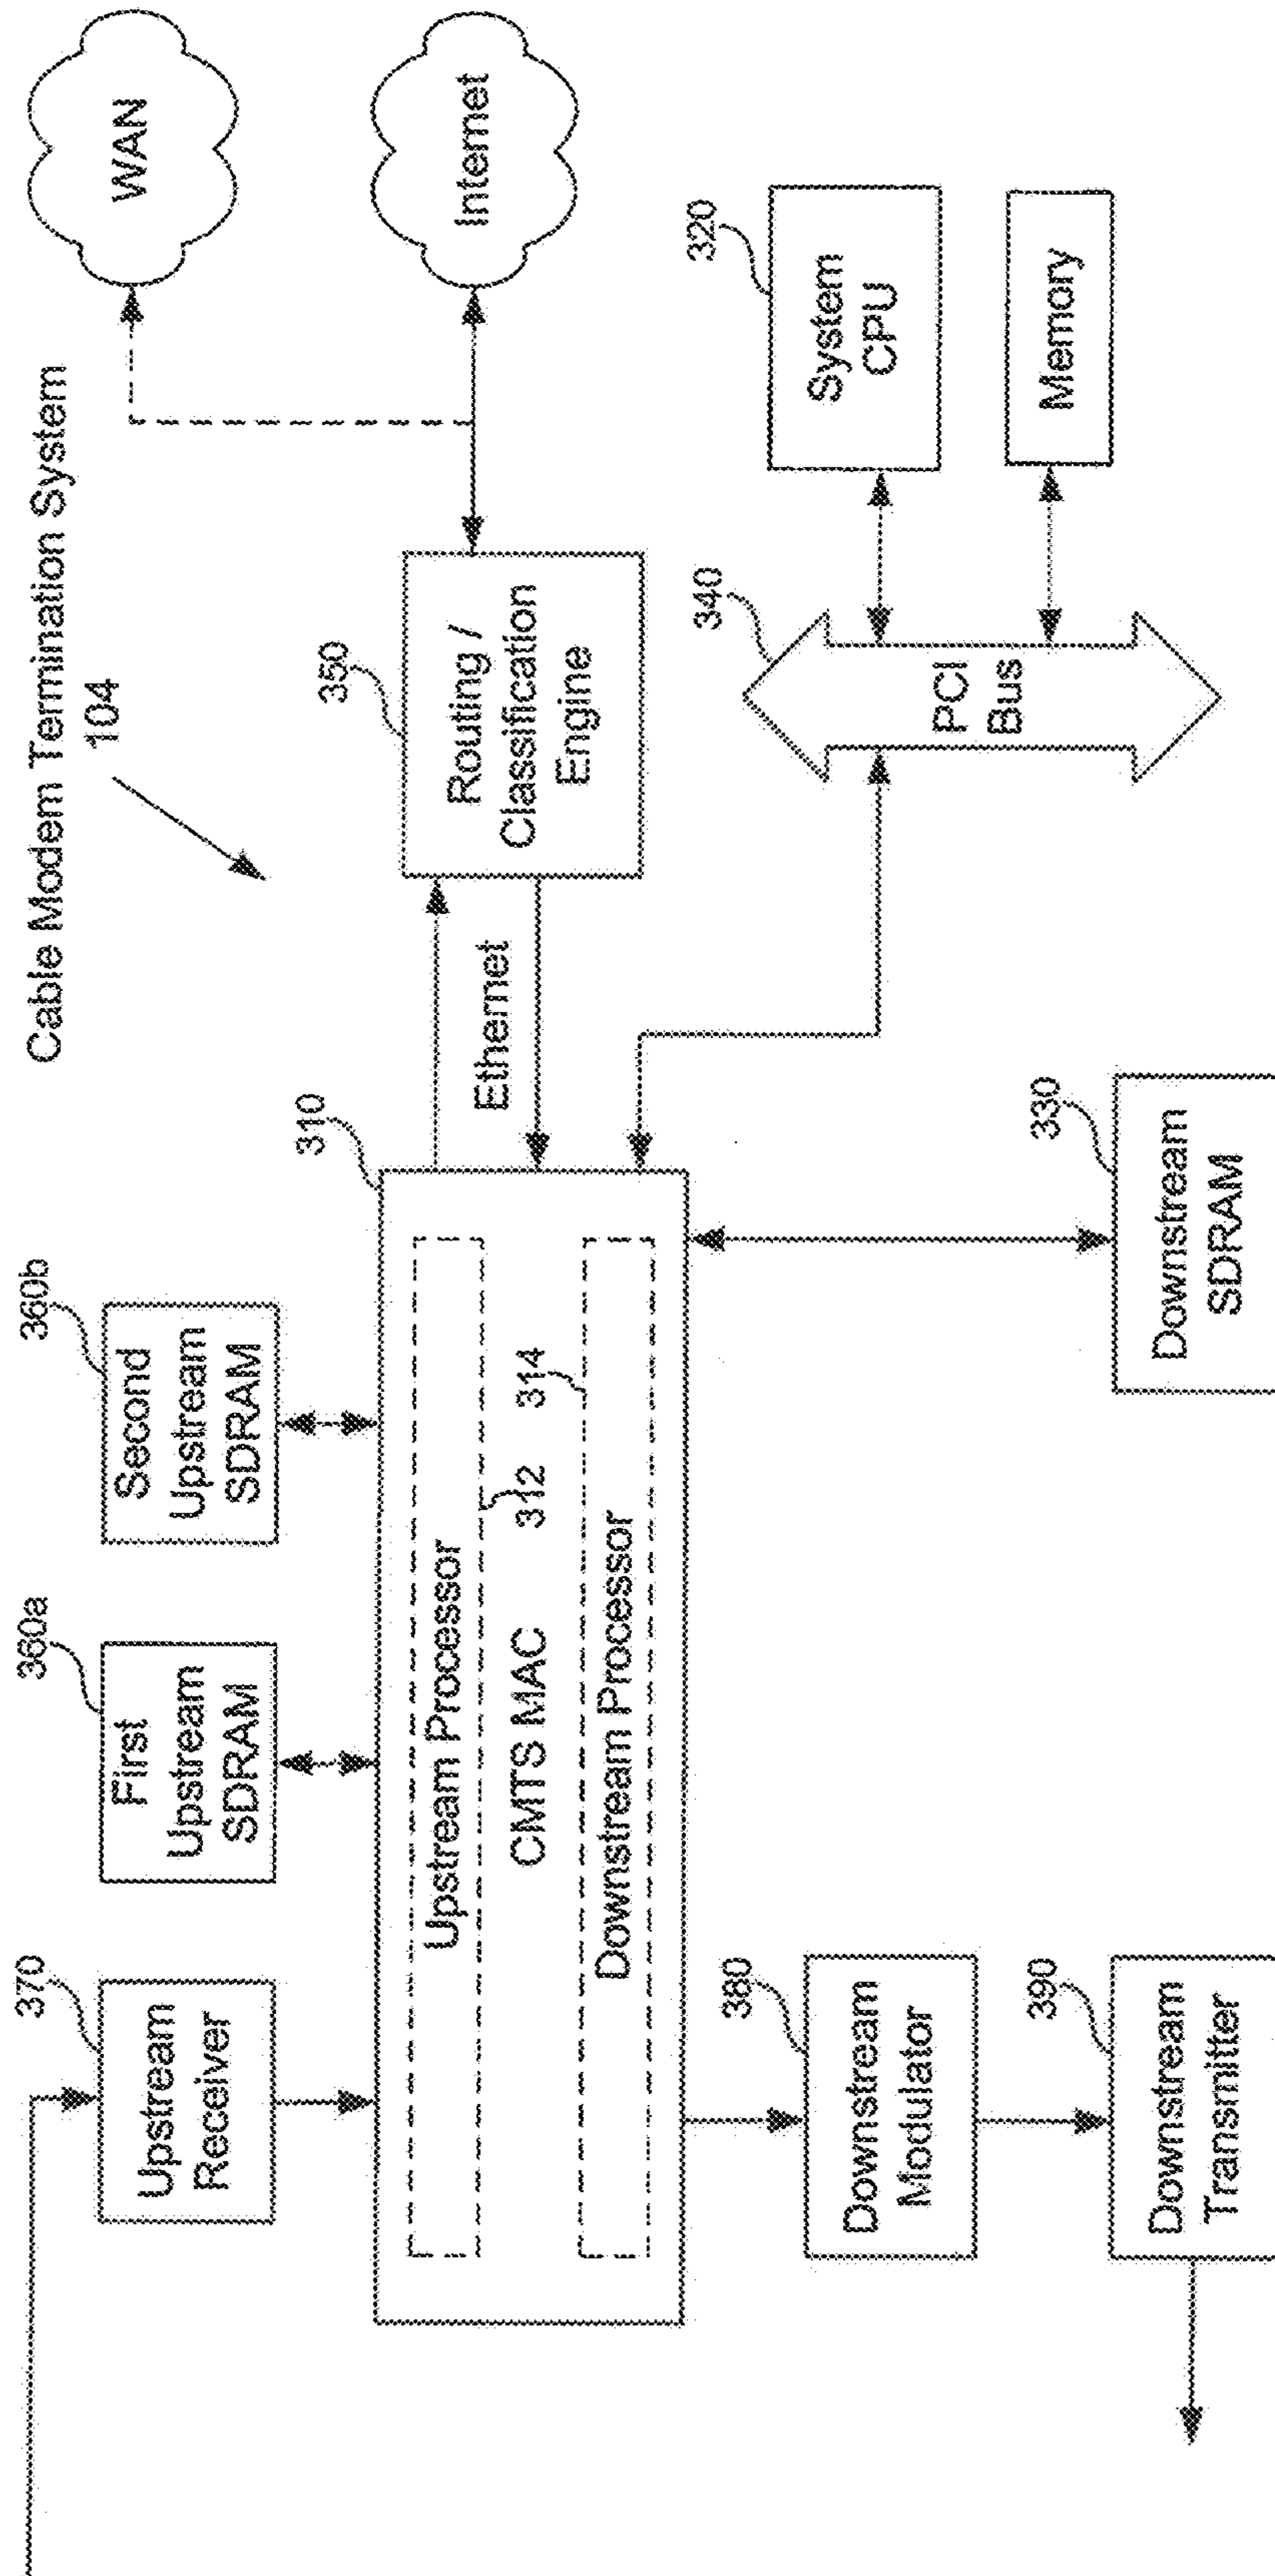 Cable Modem Termination System
104
370
Upstream
Receiver
360a
First
Upstream
SDRAM
360b
Second
Upstream
SDRAM
310
Upstream Processor
312
CMTS MAC
314
Downstream Processor
Ethernet
350
Routing /
Classification
Engine
WAN
Internet
380
Downstream
Modulator
390
Downstream
Transmitter
330
Downstream
SDRAM
340
PCI
Bus
320
System
CPU
Memory